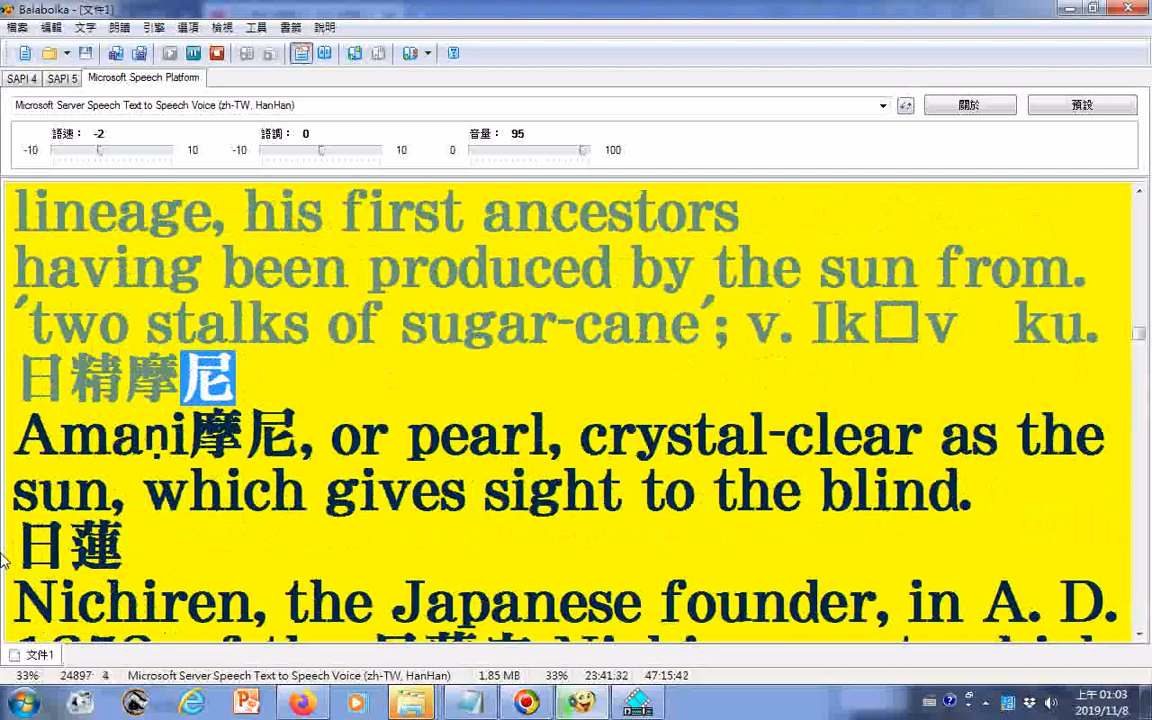 Balabolka - [文件1]
檔案 編輯 文字 朗讀 引擎 選項 檢視 工具 書籤 說明
SAPI 4 SAPI 5 Microsoft Speech Platform
Microsoft Server Speech Text to Speech Voice (zh-TW, HanHan) 關於 預設
語速： -2 語調： 0 音量： 95
-10 10 -10 10 0 100
lineage, his first ancestors
having been produced by the sun from.
'two stalks of sugar-cane'; v. Ik□v ku.
日精摩尼
Amaṇi摩尼, or pearl, crystal-clear as the
sun, which gives sight to the blind.
日蓮
Nichiren, the Japanese founder, in A. D.
文件1
33% 24897 4 Microsoft Server Speech Text to Speech Voice (zh-TW, HanHan) 1.85 MB 33% 23:41:32 47:15:42
上午 01:03
2019/11/8